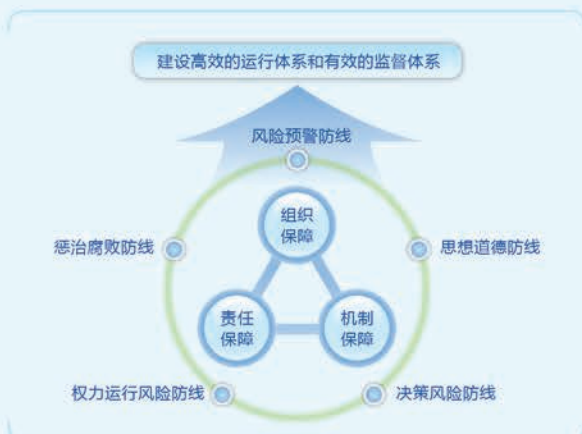 建设高效的运行体系和有效的监督体系
风险预警防线
组织
保障
惩治腐败防线
思想道德防线
责任
保障
机制
保障
权力运行风险防线
决策风险防线